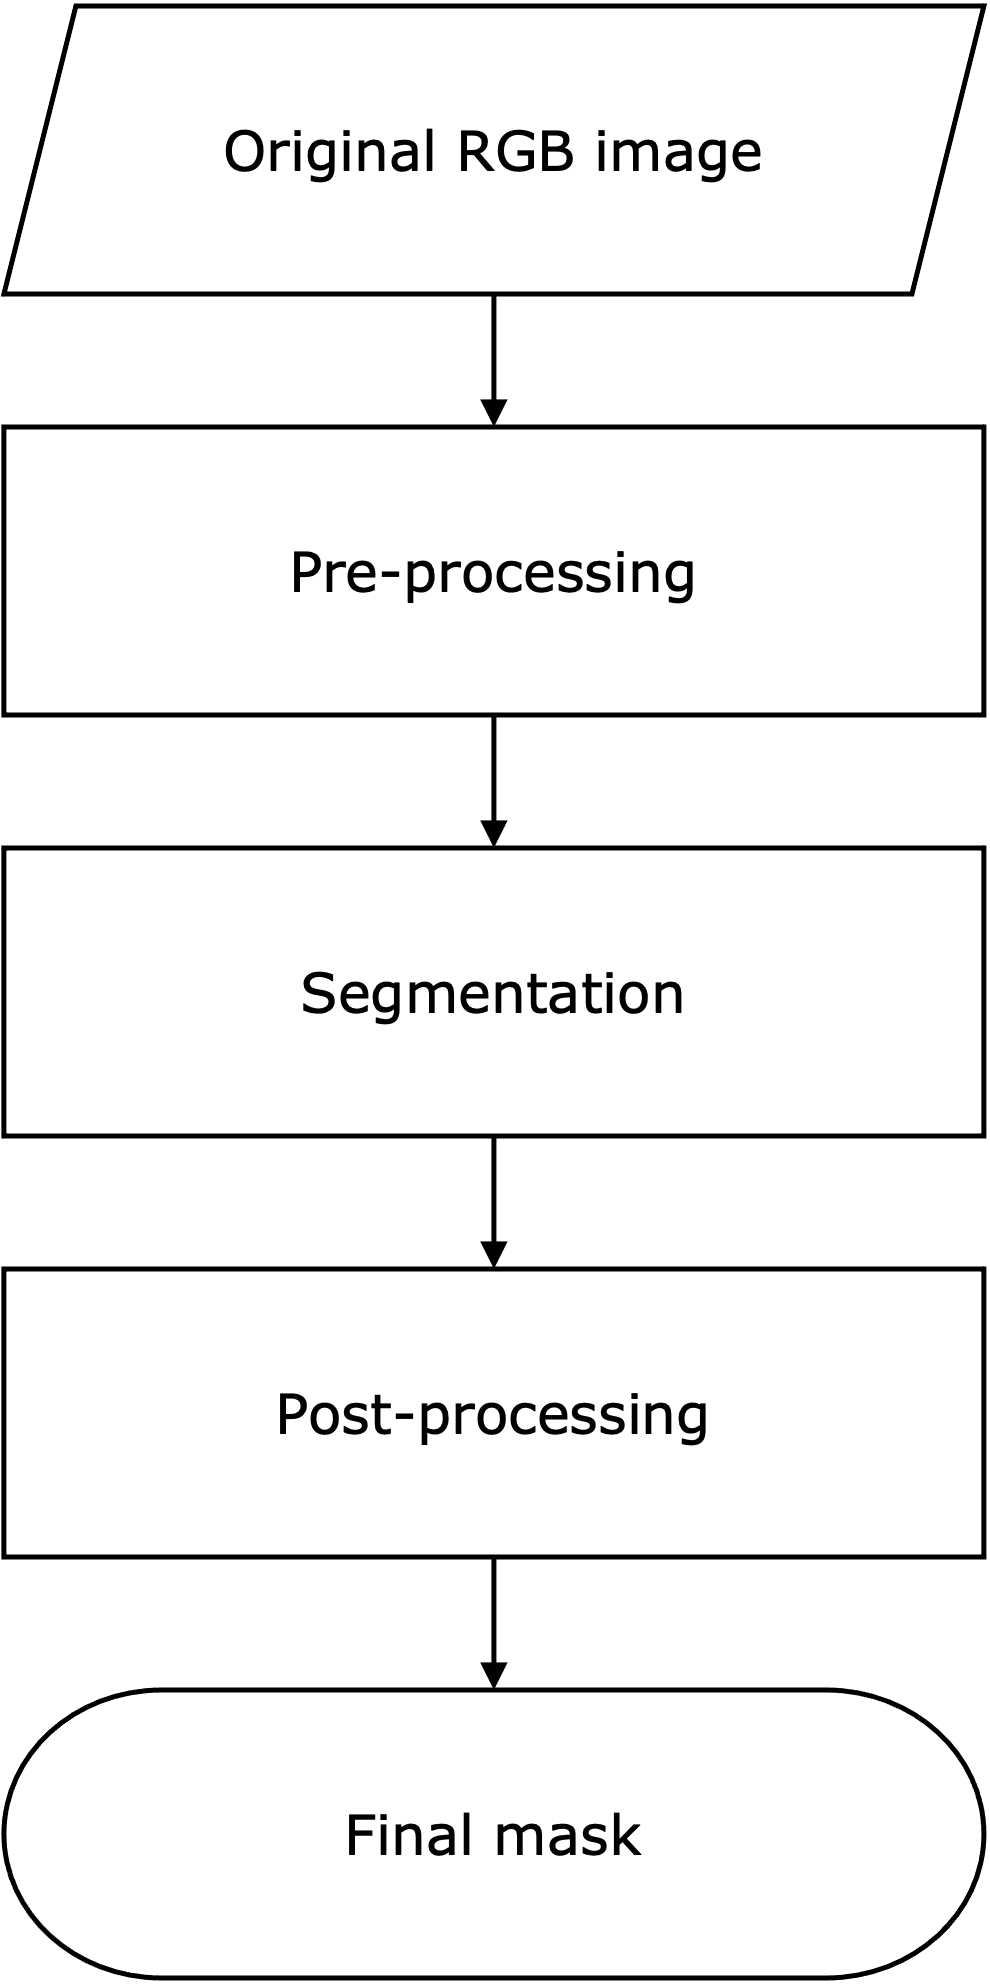 Original RGB image
Pre-processing
Segmentation
Post-processing
Final mask